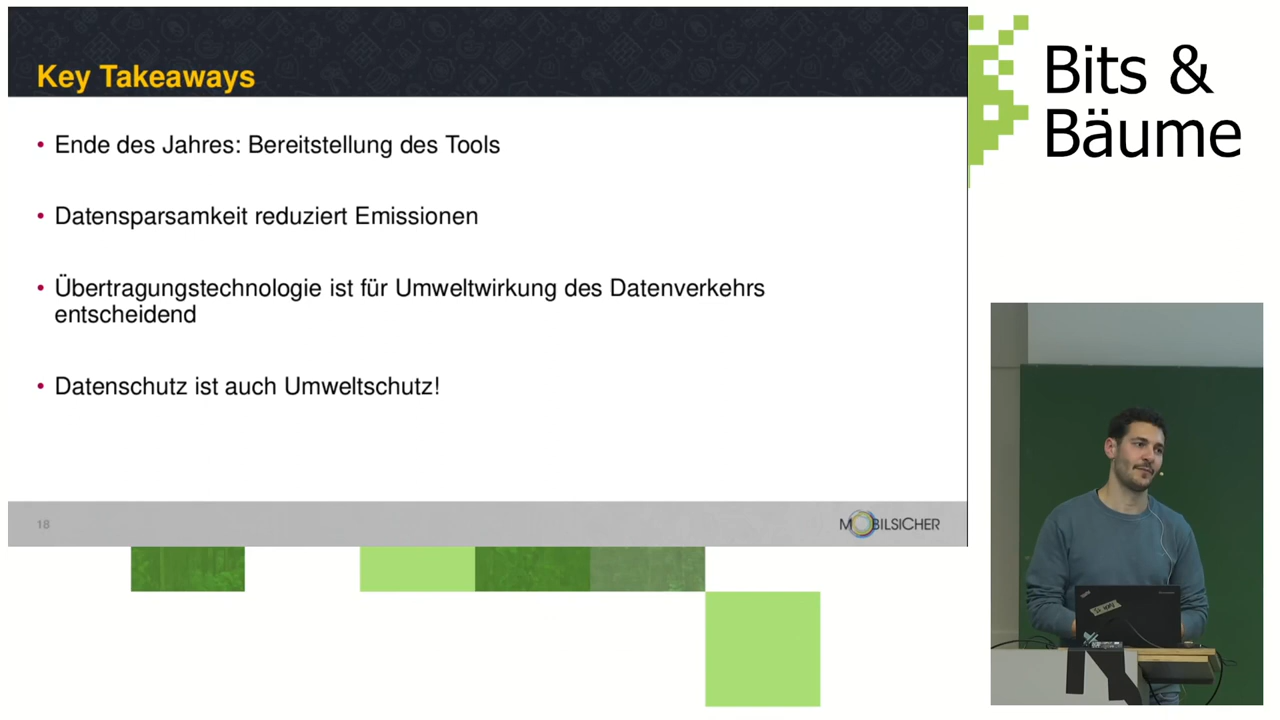 Key Takeaways
• Ende des Jahres: Bereitstellung des Tools
• Datensparsamkeit reduziert Emissionen
• Übertragungstechnologie ist für Umweltwirkung des Datenverkehrs
entscheidend
• Datenschutz ist auch Umweltschutz!
18
MOBILSICHER
Bits &
Bäume